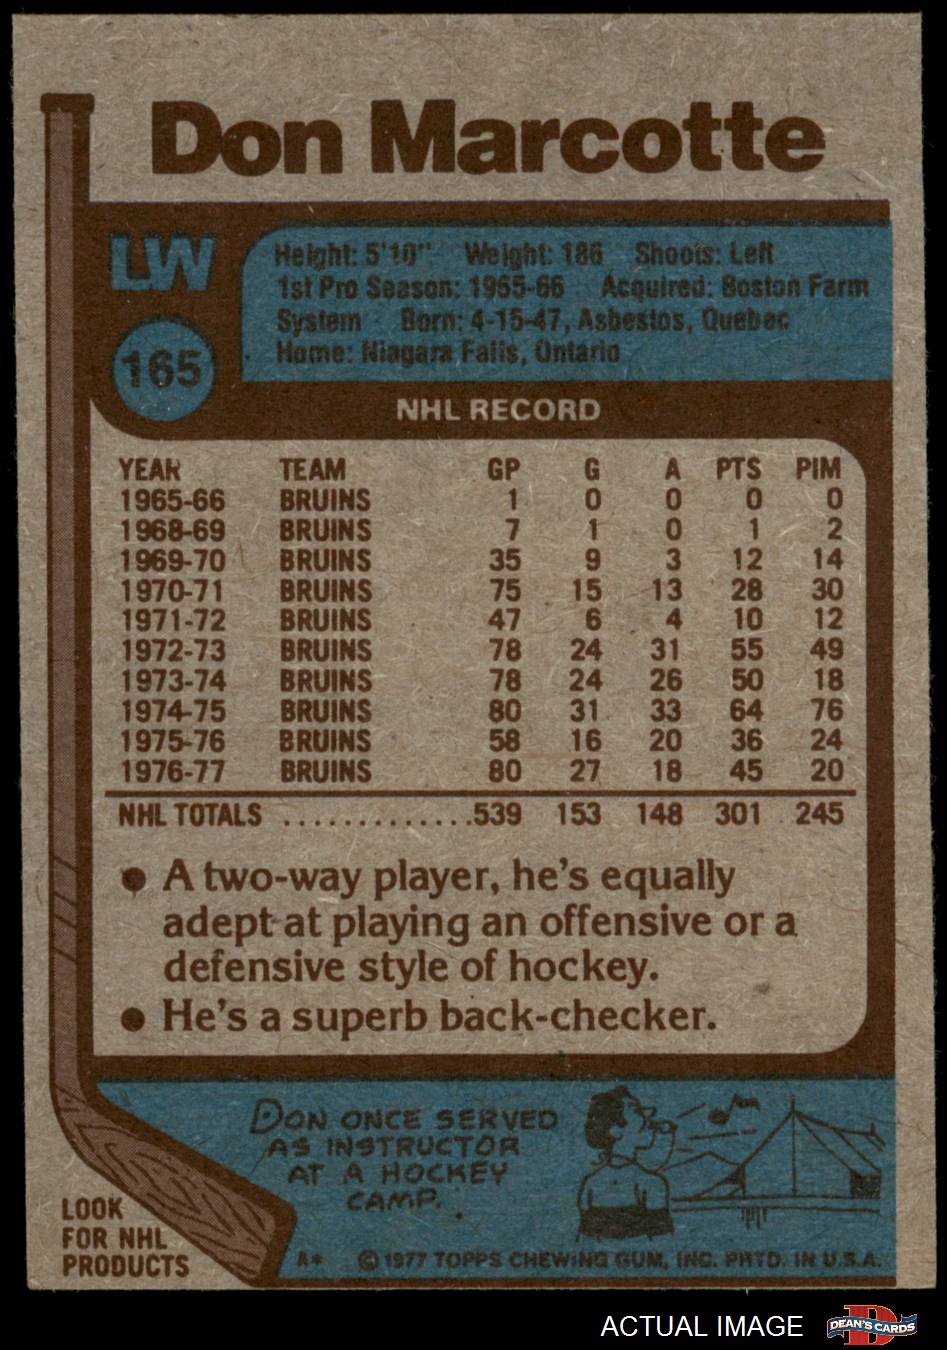 Don Marcotte
LW
165
Height: 5'10" Weight: 186 Shoots: Left
1st Pro Season: 1965-66 Acquired: Boston Farm
System Born: 4-15-47, Asbestos, Quebec
Home: Niagara Falls, Ontario
NHL RECORD
YEAR TEAM GP G A PTS PIM
1965-66 BRUINS 1 0 0 0 0
1968-69 BRUINS 7 1 0 1 2
1969-70 BRUINS 35 9 3 12 14
1970-71 BRUINS 75 15 13 28 30
1971-72 BRUINS 47 6 4 10 12
1972-73 BRUINS 78 24 31 55 49
1973-74 BRUINS 78 24 26 50 18
1974-75 BRUINS 80 31 33 64 76
1975-76 BRUINS 58 16 20 36 24
1976-77 BRUINS 80 27 18 45 20
NHL TOTALS .............539 153 148 301 245
● A two-way player, he's equally
adept at playing an offensive or a
defensive style of hockey.
● He's a superb back-checker.
DON ONCE SERVED
AS INSTRUCTOR
AT A HOCKEY
CAMP.
LOOK
FOR NHL
PRODUCTS
A* © 1977 TOPPS CHEWING GUM, INC. PRTD. IN U.S.A.
ACTUAL IMAGE
DEAN'S CARDS